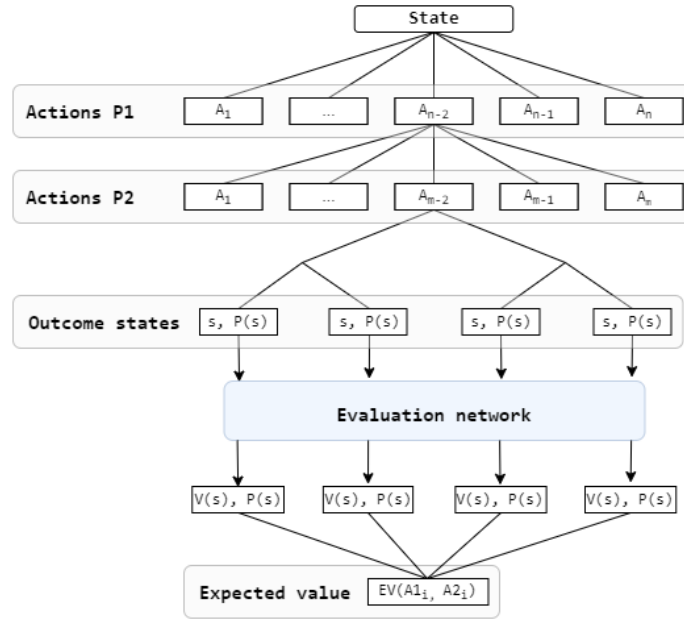 State
Actions P1 A₁ ... Aₙ₋₂ Aₙ₋₁ Aₙ
Actions P2 A₁ ... Aₘ₋₂ Aₘ₋₁ Aₘ
Outcome states s, P(s) s, P(s) s, P(s) s, P(s)
Evaluation network
V(s), P(s) V(s), P(s) V(s), P(s) V(s), P(s)
Expected value EV(A1ᵢ, A2ᵢ)